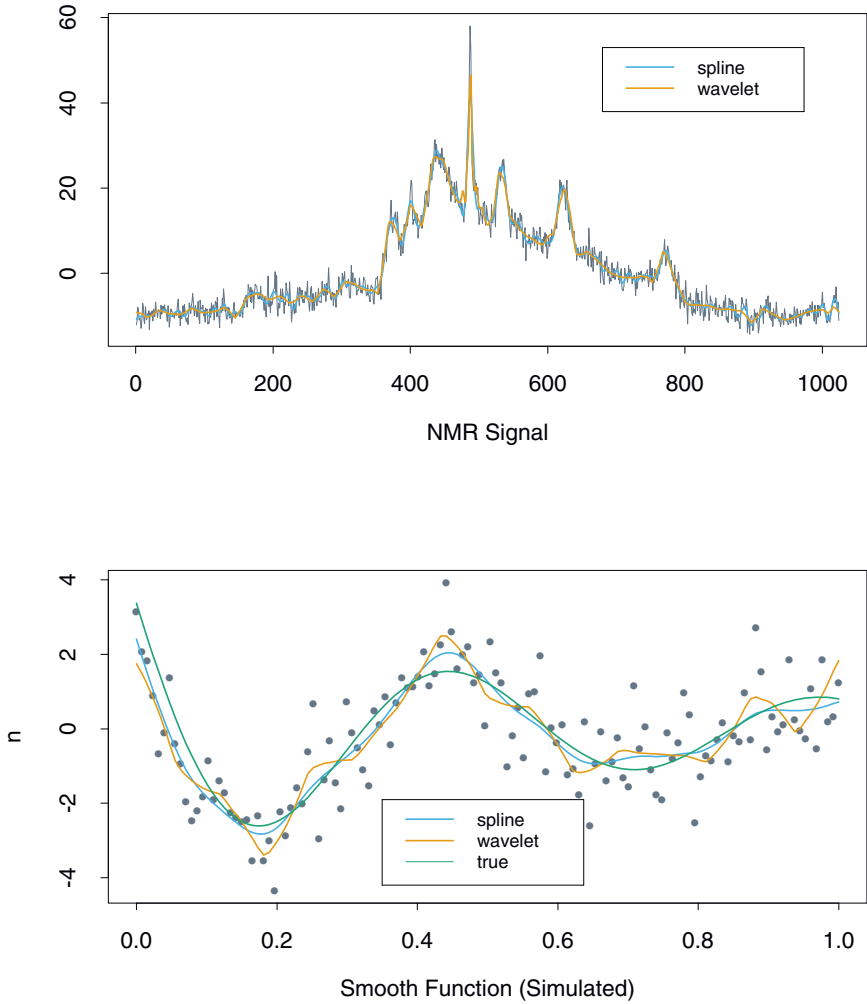 60
40
20
0
spline
wavelet
0 200 400 600 800 1000
NMR Signal
n
4
2
0
-2
-4
spline
wavelet
true
0.0 0.2 0.4 0.6 0.8 1.0
Smooth Function (Simulated)